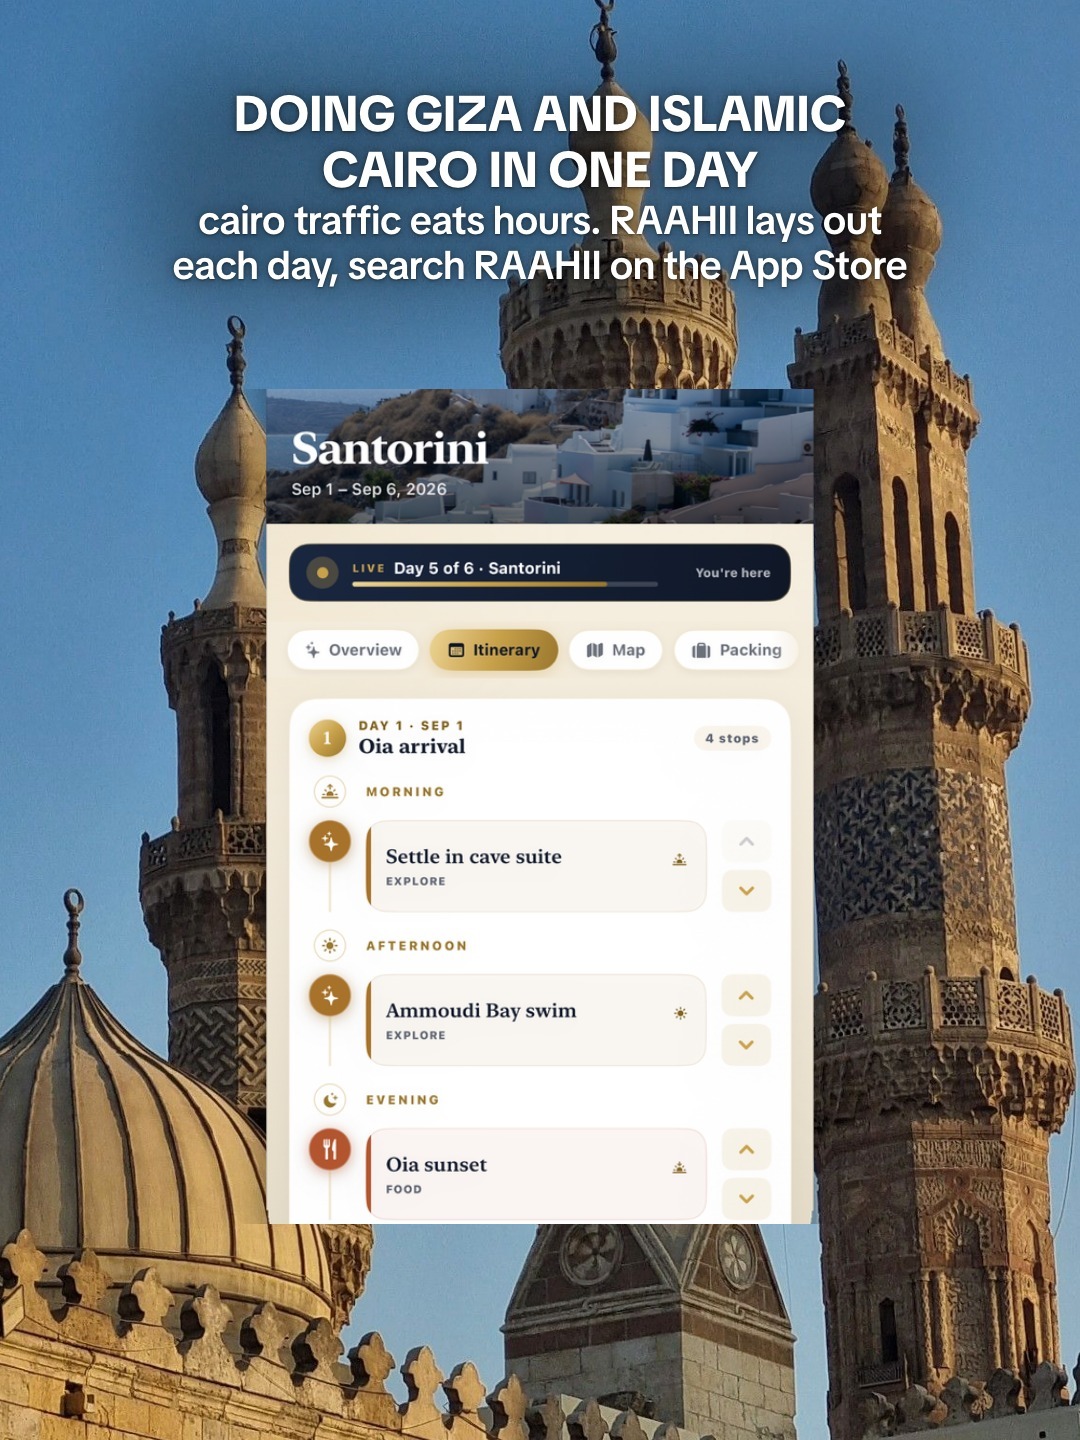 DOING GIZA AND ISLAMIC
CAIRO IN ONE DAY
cairo traffic eats hours. RAAHII lays out
each day, search RAAHII on the App Store
Santorini
Sep 1 – Sep 6, 2026
LIVE Day 5 of 6 · Santorini
You're here
Overview
Itinerary
Map
Packing
1
DAY 1 · SEP 1
Oia arrival
4 stops
MORNING
Settle in cave suite
EXPLORE
AFTERNOON
Ammoudi Bay swim
EXPLORE
EVENING
Oia sunset
FOOD